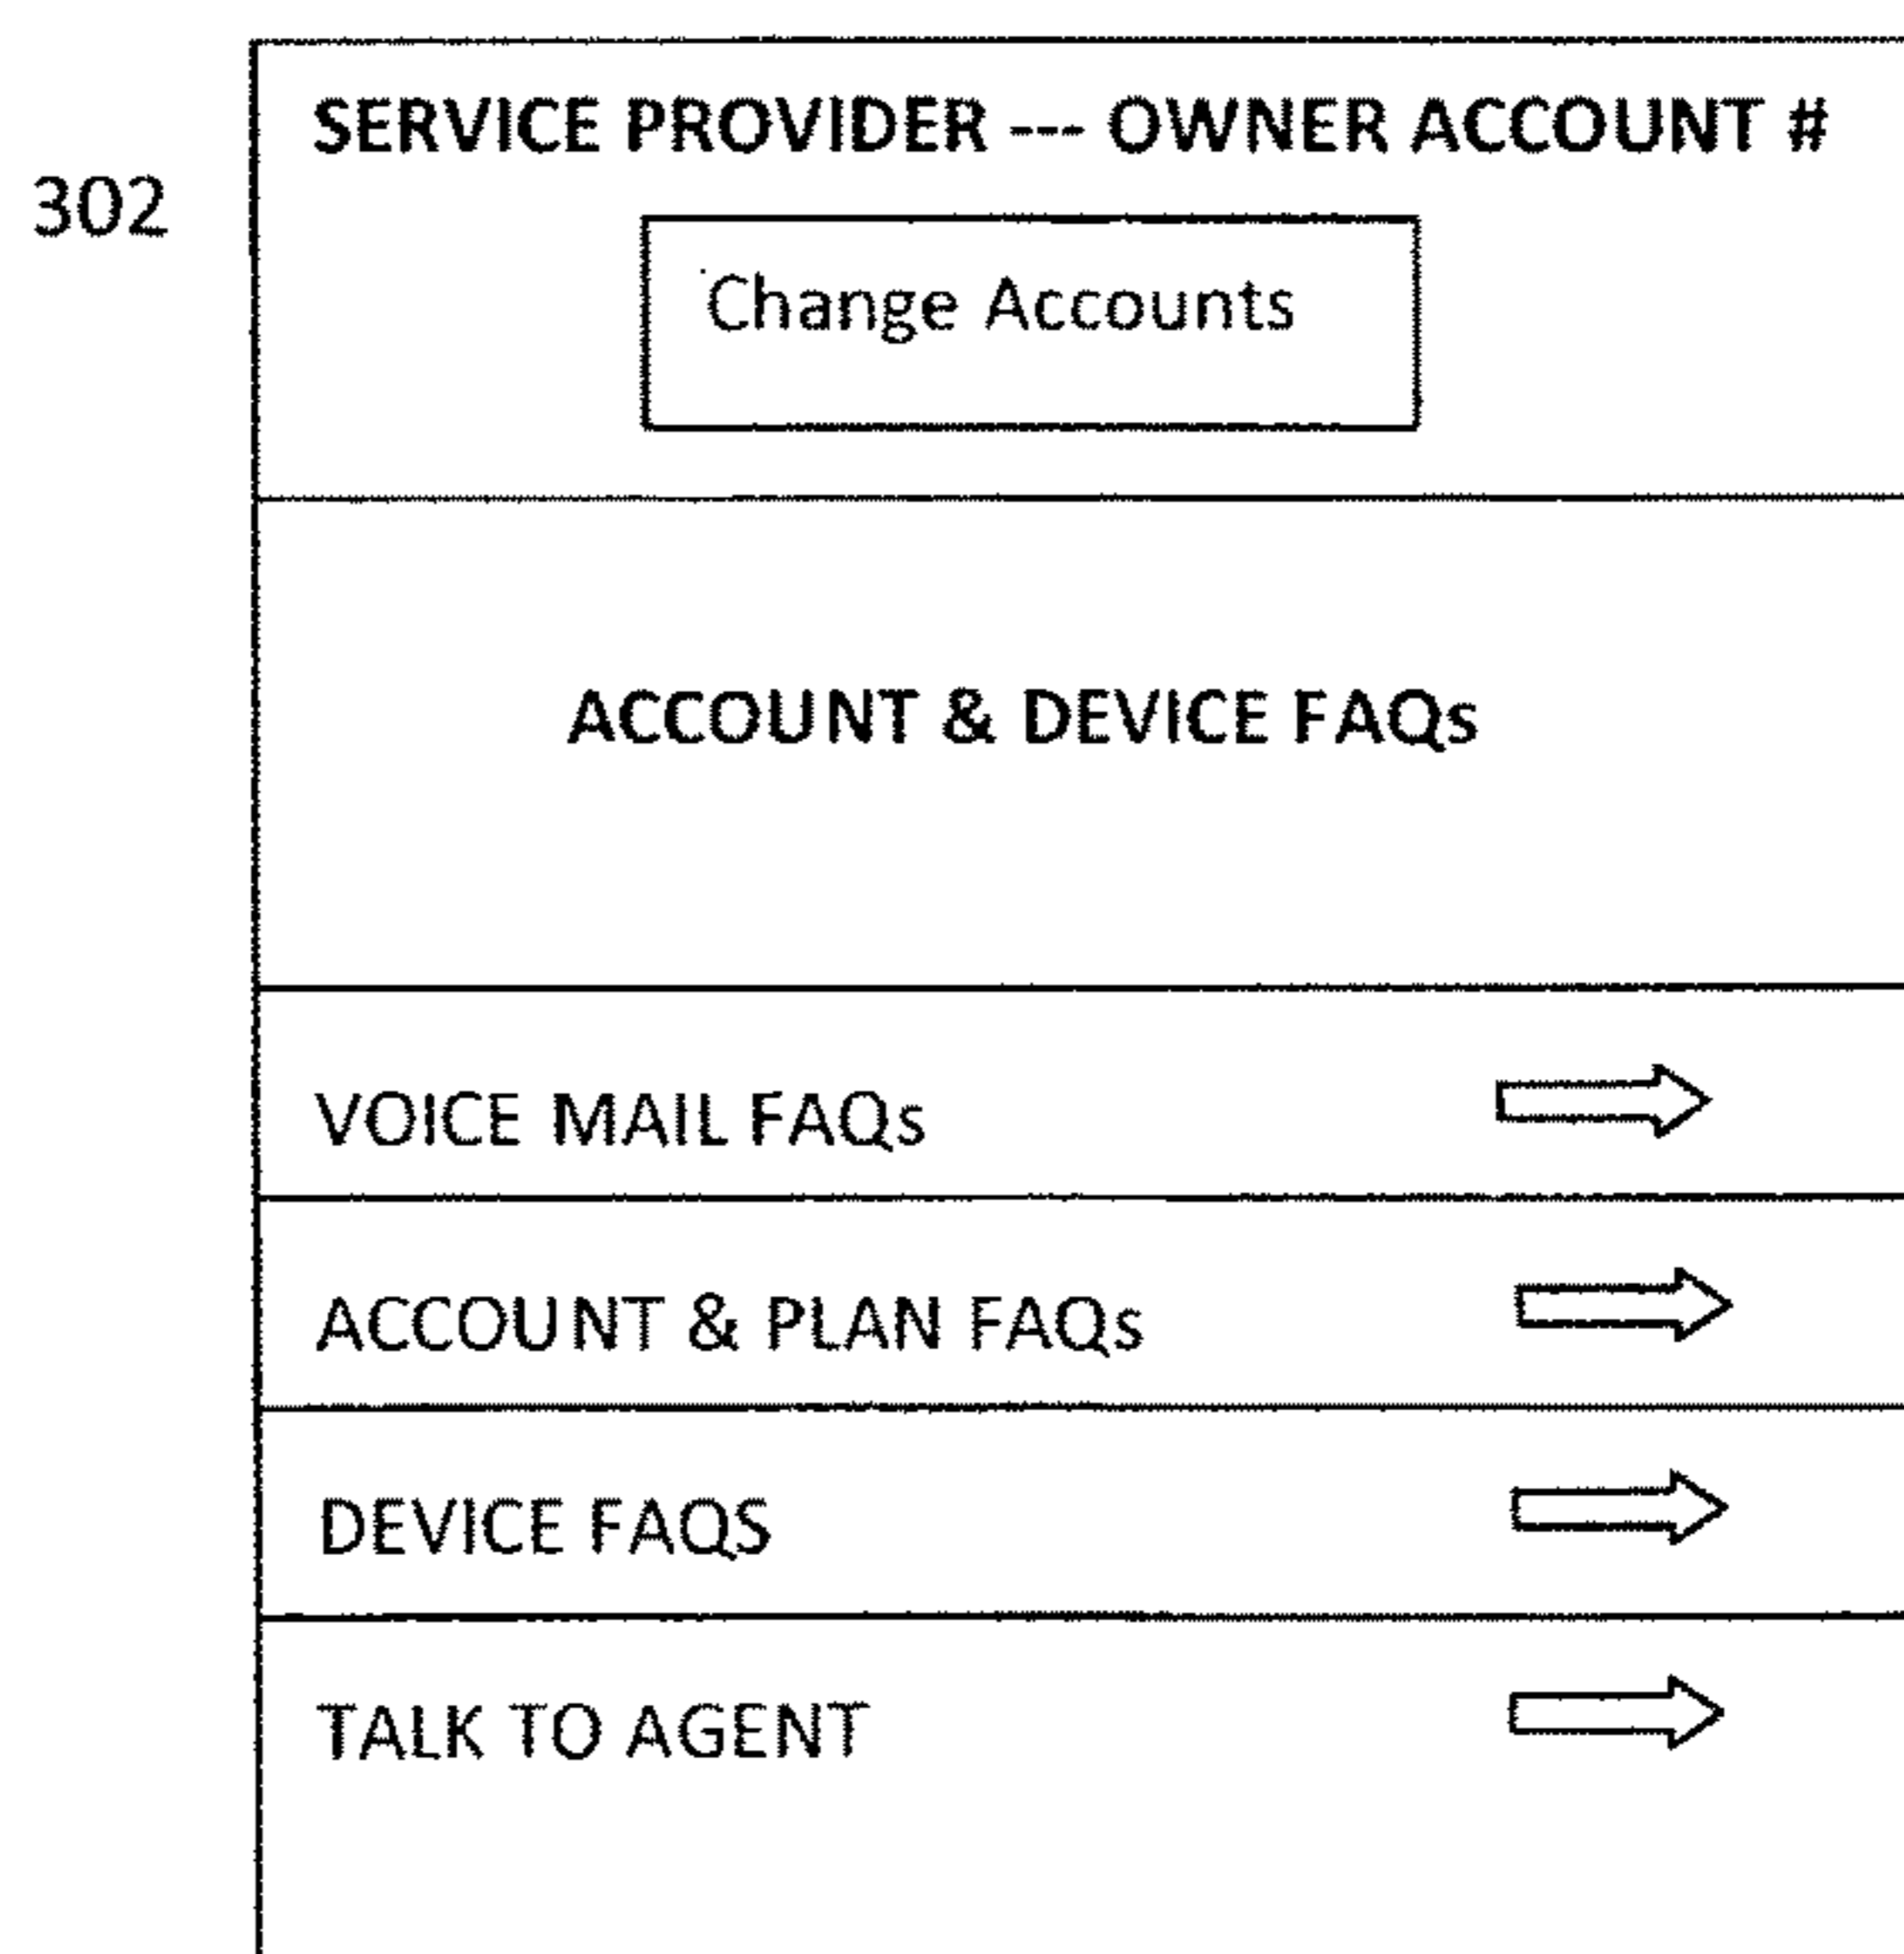 SERVICE PROVIDER --- OWNER ACCOUNT #
302
Change Accounts
ACCOUNT & DEVICE FAQs
VOICE MAIL FAQs
ACCOUNT & PLAN FAQs
DEVICE FAQS
TALK TO AGENT